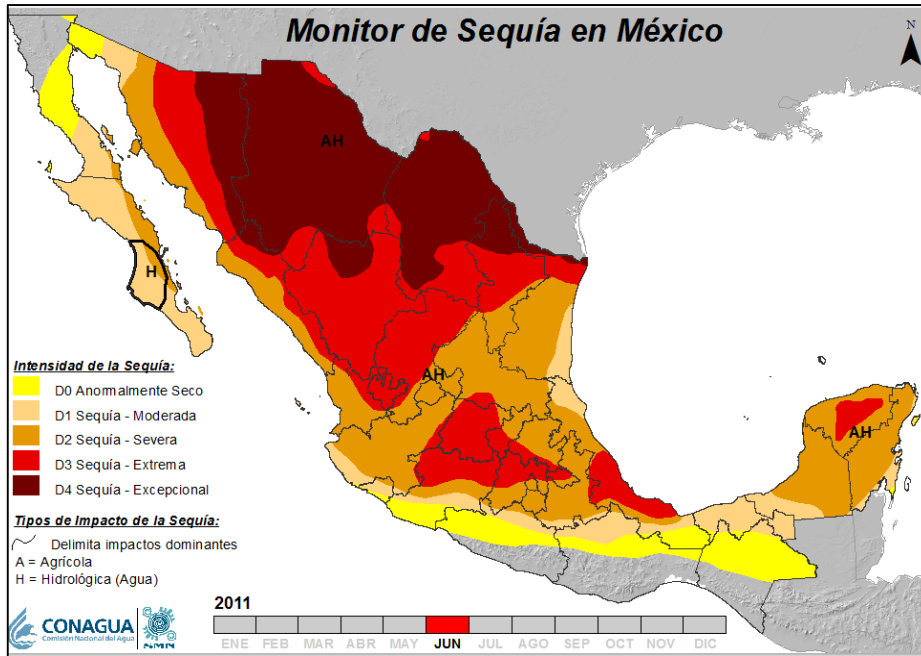 Monitor de Sequía en México
N
AH
H
AH
AH
Intensidad de la Sequía:
D0 Anormalmente Seco
D1 Sequía - Moderada
D2 Sequía - Severa
D3 Sequía - Extrema
D4 Sequía - Excepcional
Tipos de Impacto de la Sequía:
Delimita impactos dominantes
A = Agrícola
H = Hidrológica (Agua)
CONAGUA
Comisión Nacional del Agua
SMN
2011
ENE FEB MAR ABR MAY JUN JUL AGO SEP OCT NOV DIC